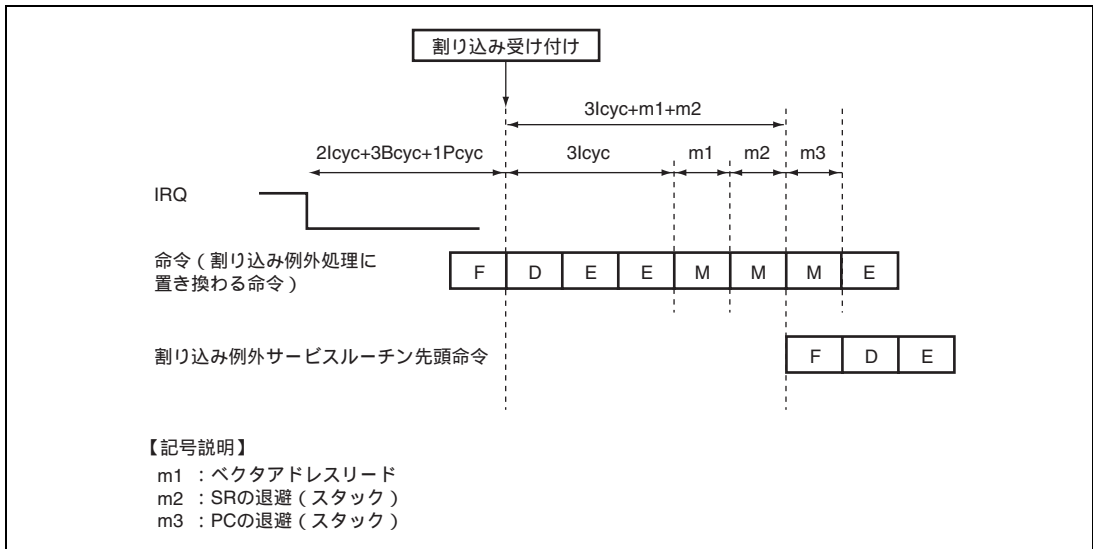 割り込み受け付け
3Icyc+m1+m2
2Icyc+3Bcyc+1Pcyc 3Icyc m1 m2 m3
IRQ
命令（割り込み例外処理に
置き換わる命令）
F D E E M M M E
割り込み例外サービスルーチン先頭命令
F D E
【記号説明】
m1 ：ベクタアドレスリード
m2 ：SRの退避（スタック）
m3 ：PCの退避（スタック）